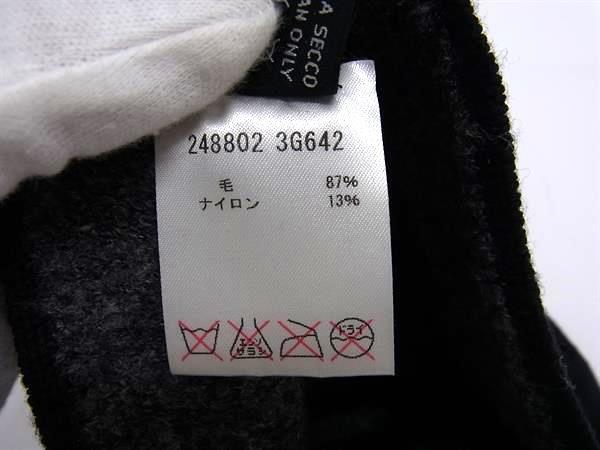 A SECCO
AN ONLY
248802 3G642
毛 87%
ナイロン 13%
エンソ
サラシ
ドライ